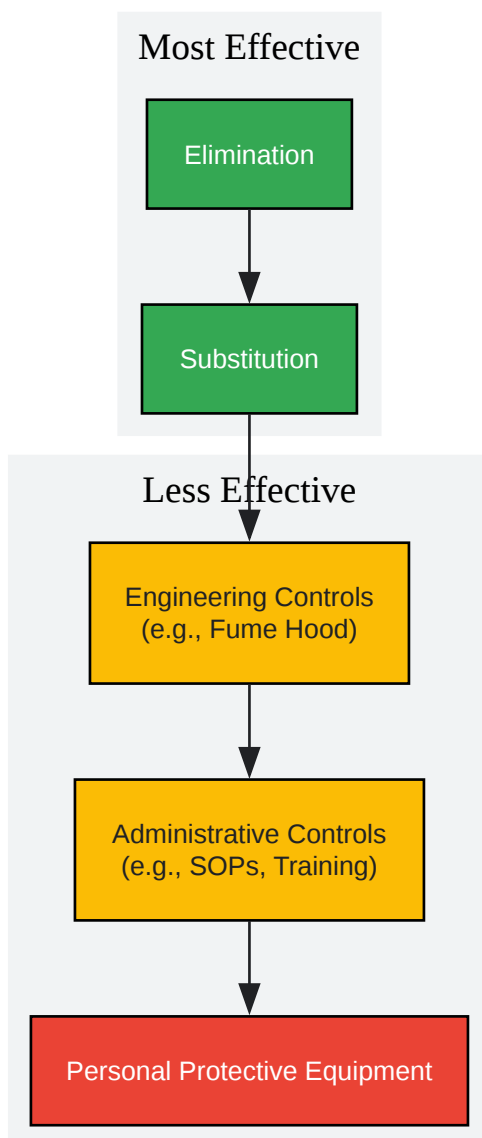 Most Effective
Elimination
Substitution
Less Effective
Engineering Controls
(e.g., Fume Hood)
Administrative Controls
(e.g., SOPs, Training)
Personal Protective Equipment